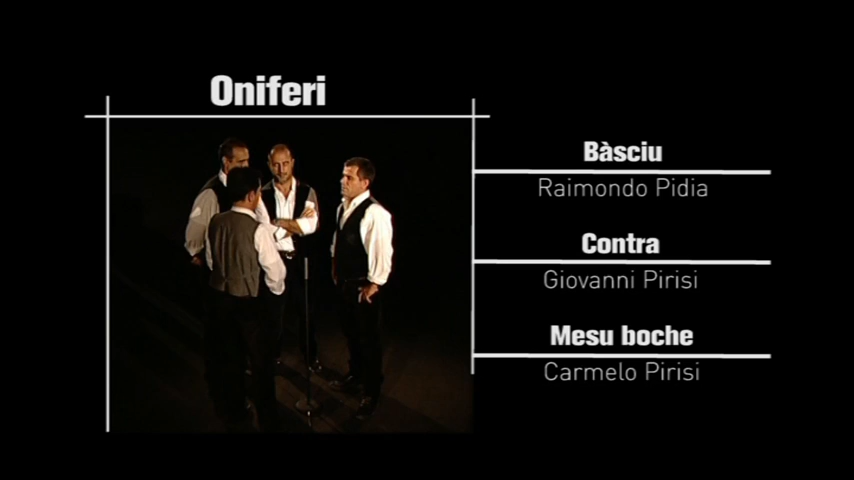 Oniferi
Bàsciu
Raimondo Pidia
Contra
Giovanni Pirisi
Mesu boche
Carmelo Pirisi